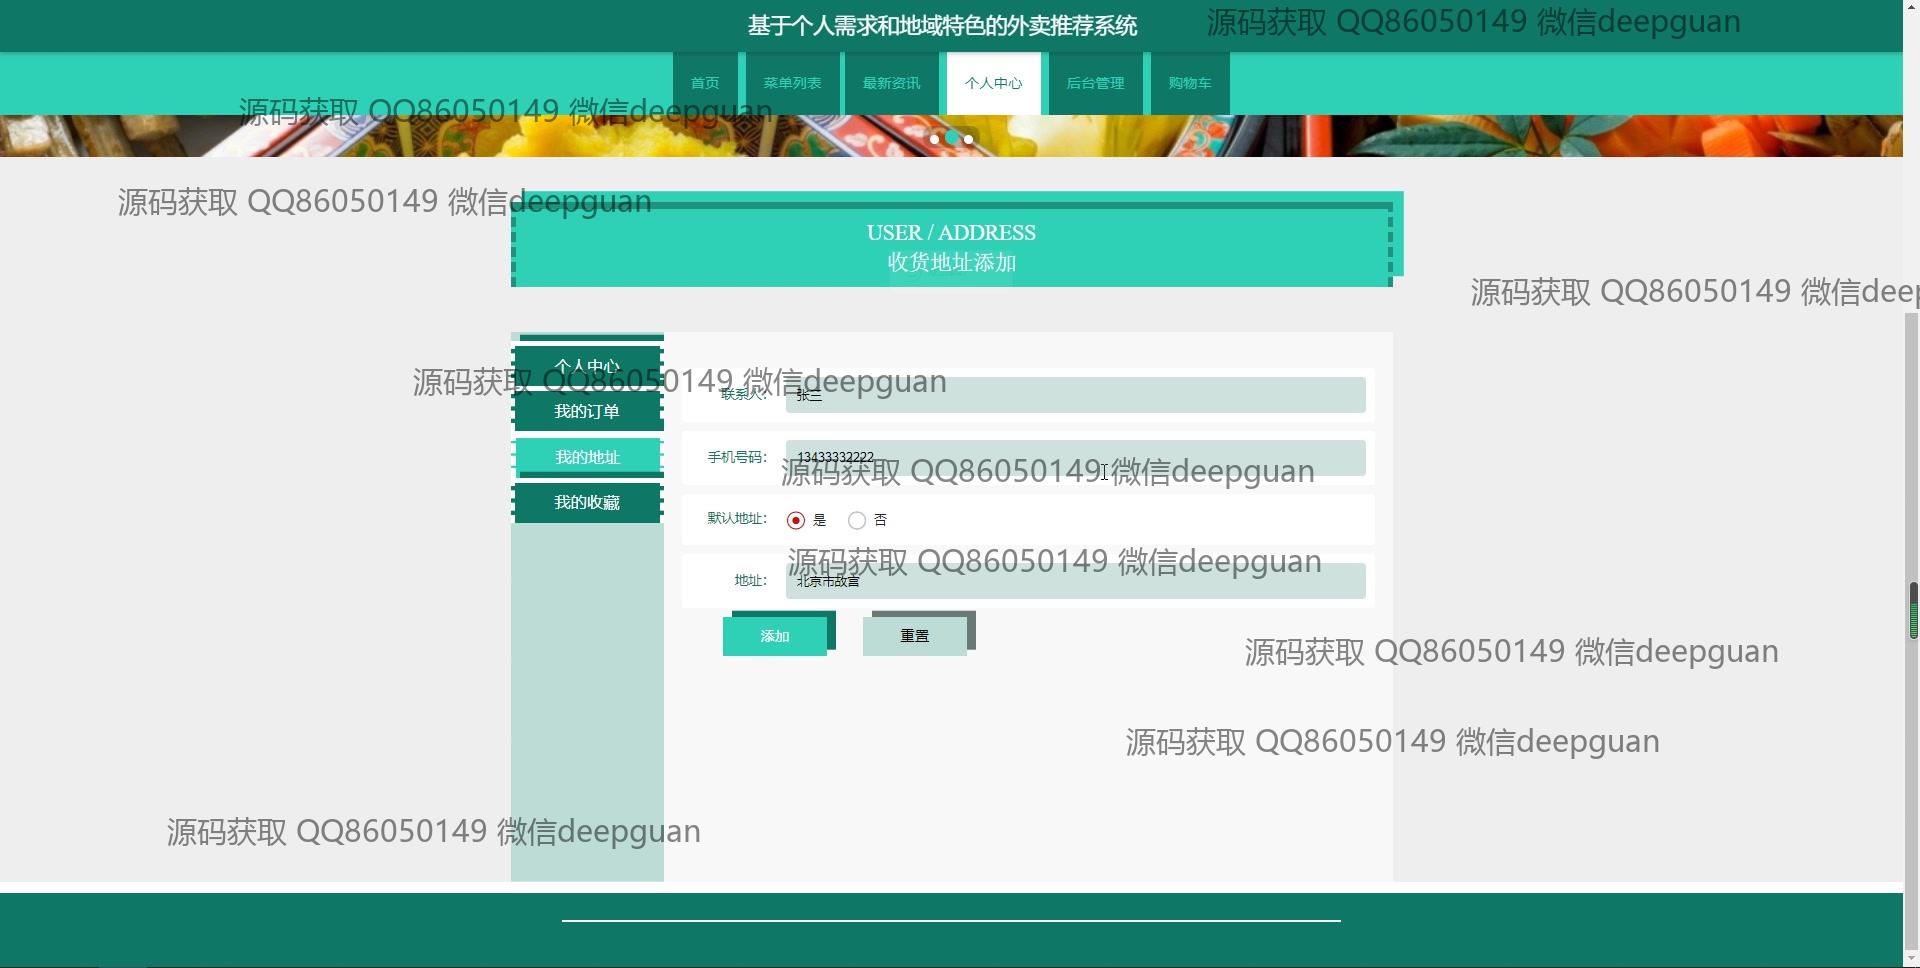 基于个人需求和地域特色的外卖推荐系统
源码获取 QQ86050149 微信deepguan
首页 菜单列表 最新资讯 个人中心 后台管理 购物车
源码获取 QQ86050149 微信deepguan
源码获取 QQ86050149 微信deepguan
USER / ADDRESS
收货地址添加
源码获取 QQ86050149 微信deep
个人中心
源码获取 QQ86050149 微信deepguan
联系人： 张三
我的订单
我的地址
手机号码： 13433332222
源码获取 QQ86050149 微信deepguan
我的收藏
默认地址： 是 否
源码获取 QQ86050149 微信deepguan
地址： 北京市故宫
添加 重置
源码获取 QQ86050149 微信deepguan
源码获取 QQ86050149 微信deepguan
源码获取 QQ86050149 微信deepguan